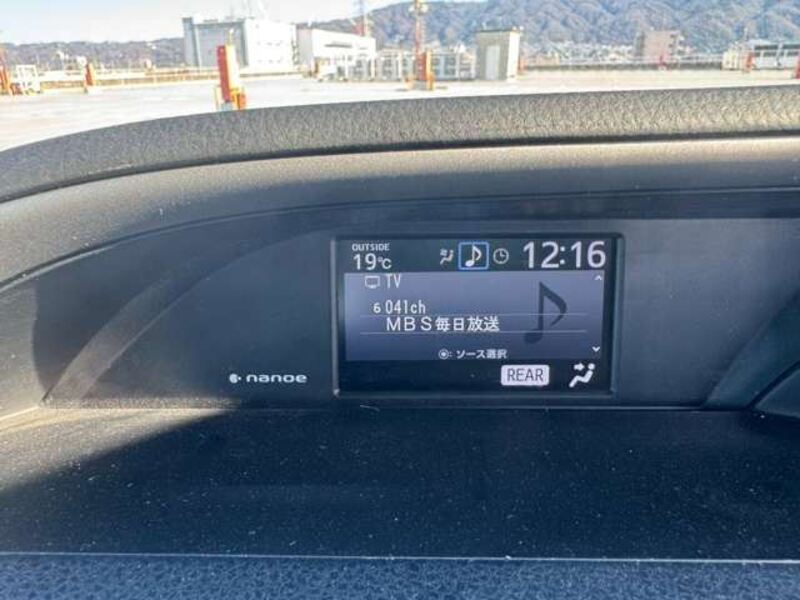 OUTSIDE
19℃
12:16
TV
6 041ch
MBS毎日放送
◉: ソース選択
REAR
nanoe